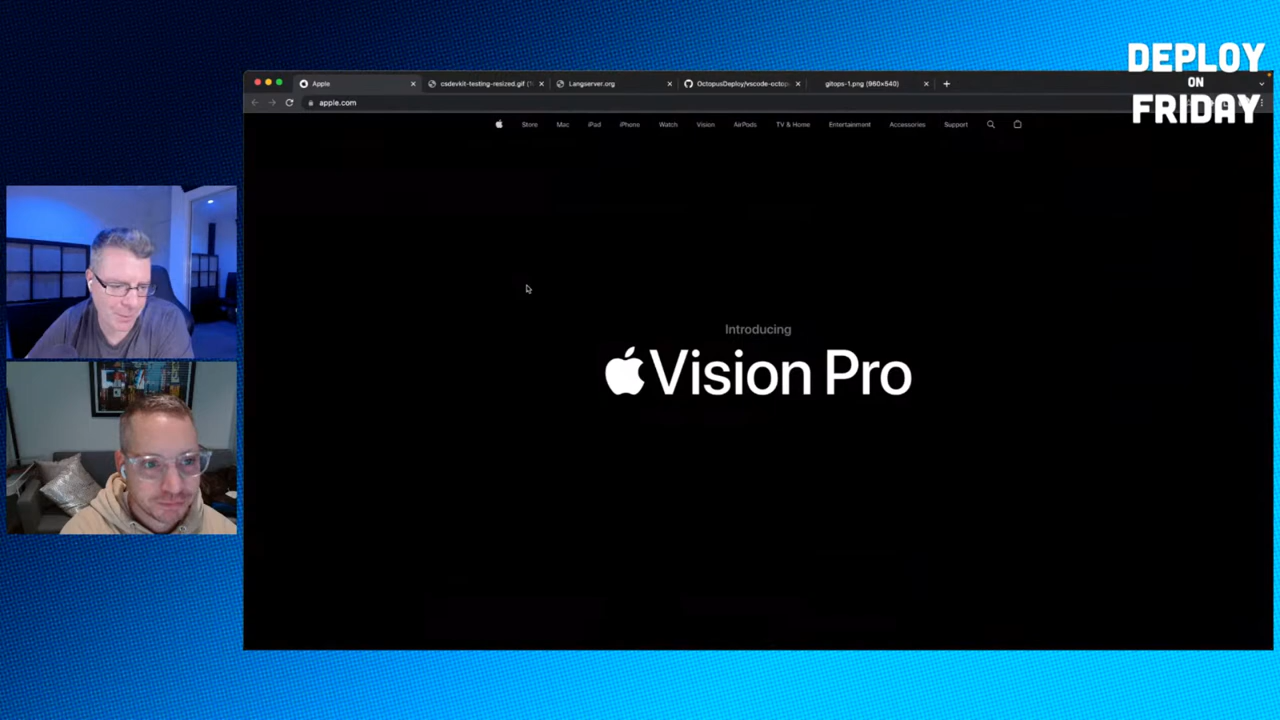 DEPLOY
ON
FRIDAY
Apple
csdevkit-testing-resized.gif (1
Langserver.org
OctopusDeploy/vscode-octop
gitops-1.png (960×540)
apple.com
Store Mac iPad iPhone Watch Vision AirPods TV & Home Entertainment Accessories Support
Introducing
Vision Pro